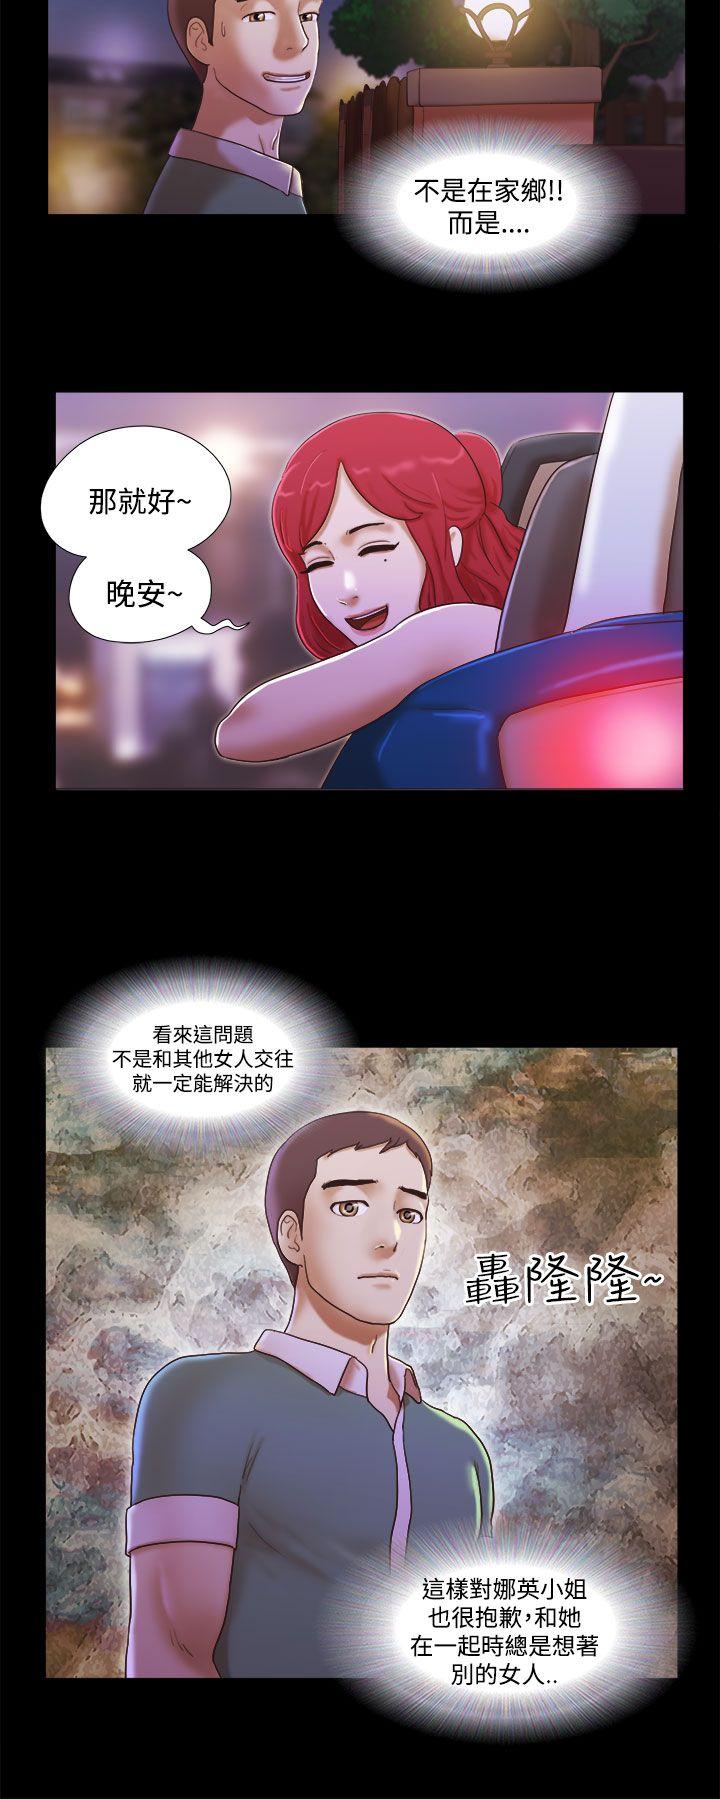 不是在家鄉!!
而是....
那就好~
晚安~
看來這問題
不是和其他女人交往
就一定能解決的
轟隆隆~
這樣對娜英小姐
也很抱歉，和她
在一起時總是想著
別的女人..